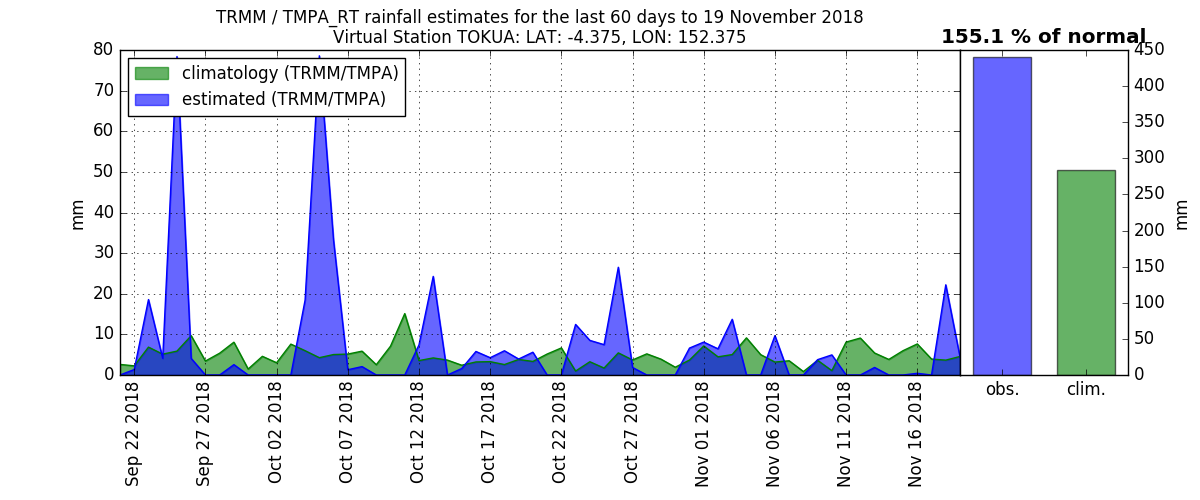 TRMM / TMPA_RT rainfall estimates for the last 60 days to 19 November 2018
Virtual Station TOKUA: LAT: -4.375, LON: 152.375
155.1 % of normal
climatology (TRMM/TMPA)
estimated (TRMM/TMPA)
80
70
60
50
40
30
20
10
0
mm
Sep 22 2018
Sep 27 2018
Oct 02 2018
Oct 07 2018
Oct 12 2018
Oct 17 2018
Oct 22 2018
Oct 27 2018
Nov 01 2018
Nov 06 2018
Nov 11 2018
Nov 16 2018
450
400
350
300
250
200
150
100
50
0
mm
obs.
clim.